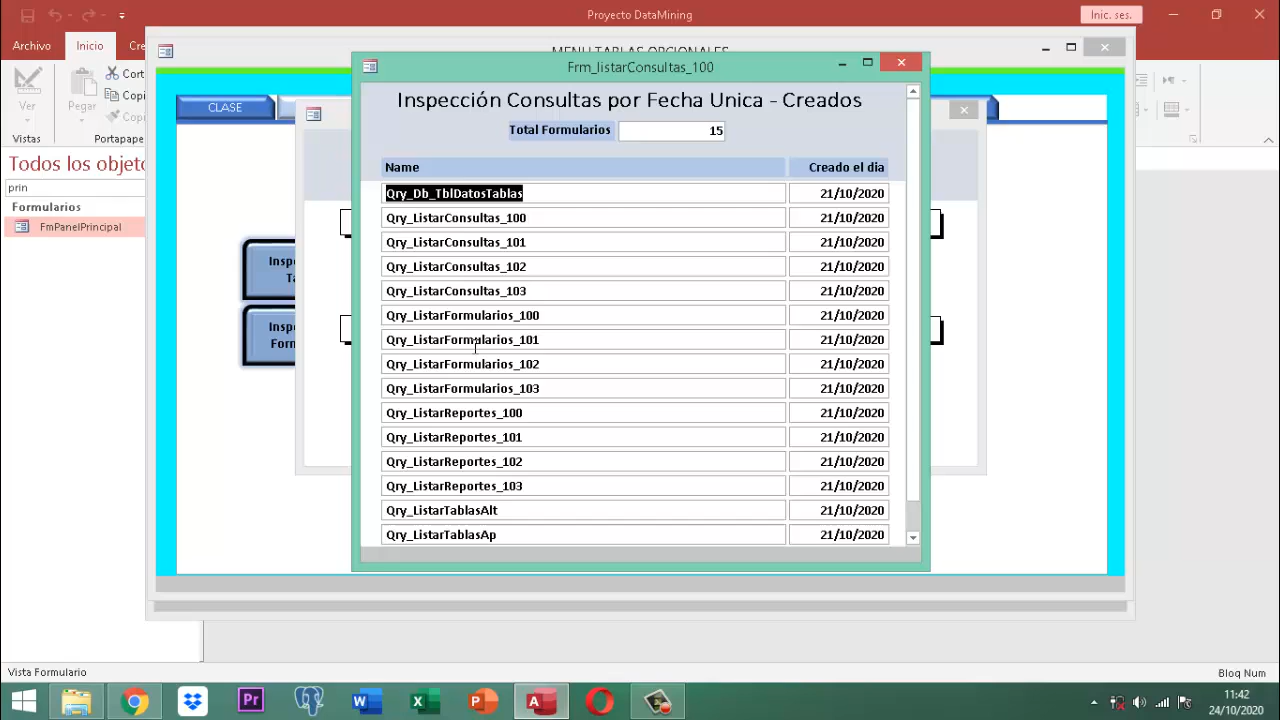 Proyecto DataMining
Inic. ses.
Archivo
Inicio
Ver
Vistas
Pegar
Cort
Portapape
Todos los objeto
prin
Formularios
FmPanelPrincipal
MENU TABLAS OPCIONALES
CLASE
Frm_listarConsultas_100
Inspección Consultas por Fecha Unica - Creados
Total Formularios 15
Name Creado el dia
Qry_Db_TblDatosTablas 21/10/2020
Qry_ListarConsultas_100 21/10/2020
Qry_ListarConsultas_101 21/10/2020
Qry_ListarConsultas_102 21/10/2020
Qry_ListarConsultas_103 21/10/2020
Qry_ListarFormularios_100 21/10/2020
Qry_ListarFormularios_101 21/10/2020
Qry_ListarFormularios_102 21/10/2020
Qry_ListarFormularios_103 21/10/2020
Qry_ListarReportes_100 21/10/2020
Qry_ListarReportes_101 21/10/2020
Qry_ListarReportes_102 21/10/2020
Qry_ListarReportes_103 21/10/2020
Qry_ListarTablasAlt 21/10/2020
Qry_ListarTablasAp 21/10/2020
Vista Formulario
Bloq Num
11:42
24/10/2020